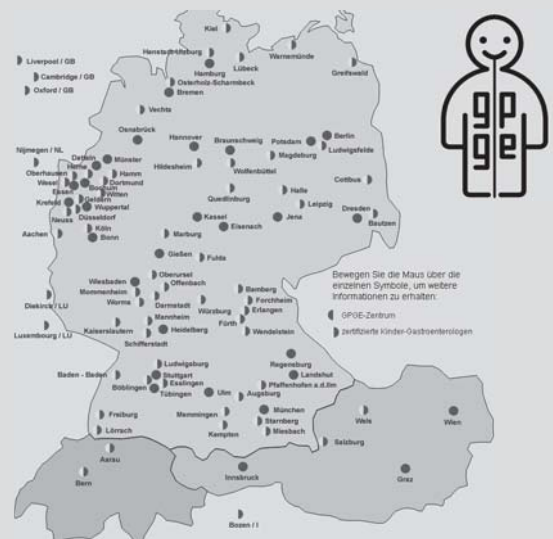 Kiel
Henstedt-Ulzburg
Warnemünde
Liverpool / GB
Hamburg
Lübeck
Greifswald
Cambridge / GB
Osterholz-Scharmbeck
Oxford / GB
Bremen
Vechta
Osnabrück
Hannover
Braunschweig
Potsdam
Berlin
Ludwigsfelde
Nijmegen / NL
Datteln
Münster
Hildesheim
Wolfenbüttel
Magdeburg
Herne
Oberhausen
Hamm
Wesel
Bochum
Dortmund
Cottbus
Essen
Witten
Quedlinburg
Halle
Geldern
Krefeld
Wuppertal
Leipzig
Neuss
Düsseldorf
Kassel
Eisenach
Jena
Dresden
Bautzen
Köln
Aachen
Bonn
Marburg
Gießen
Fulda
gp
ge
Bewegen Sie die Maus über die
einzelnen Symbole, um weitere
Informationen zu erhalten:
GPGE-Zentrum
zertifizierte Kinder-Gastroenterologen
Oberursel
Wiesbaden
Offenbach
Bamberg
Diekirch / LU
Mommenheim
Forchheim
Worms
Darmstadt
Würzburg
Erlangen
Mannheim
Fürth
Luxembourg / LU
Kaiserslautern
Heidelberg
Wendelstein
Schifferstadt
Regensburg
Ludwigsburg
Baden - Baden
Stuttgart
Landshut
Böblingen
Esslingen
Pfaffenhofen a.d.Ilm
Tübingen
Ulm
Augsburg
Freiburg
Memmingen
München
Wels
Wien
Starnberg
Lörrach
Kempten
Miesbach
Salzburg
Aarau
Bern
Innsbruck
Graz
Bozen / I